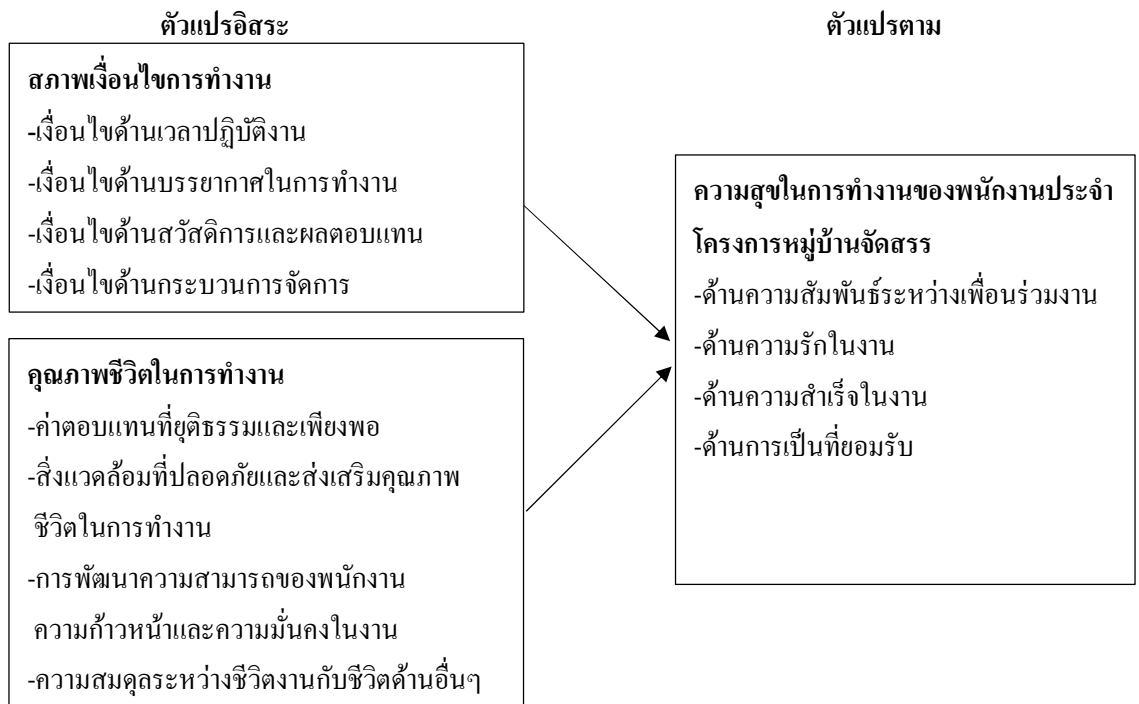 ตัวแปรอิสระ
ตัวแปรตาม
สภาพเงื่อนไขการทำงาน
-เงื่อนไขด้านเวลาปฏิบัติงาน
-เงื่อนไขด้านบรรยากาศในการทำงาน
-เงื่อนไขด้านสวัสดิการและผลตอบแทน
-เงื่อนไขด้านกระบวนการจัดการ
คุณภาพชีวิตในการทำงาน
-ค่าตอบแทนที่ยุติธรรมและเพียงพอ
-สิ่งแวดล้อมที่ปลอดภัยและส่งเสริมคุณภาพ
ชีวิตในการทำงาน
-การพัฒนาความสามารถของพนักงาน
ความก้าวหน้าและความมั่นคงในงาน
-ความสมดุลระหว่างชีวิตงานกับชีวิตด้านอื่นๆ
ความสุขในการทำงานของพนักงานประจำ
โครงการหมู่บ้านจัดสรร
-ด้านความสัมพันธ์ระหว่างเพื่อนร่วมงาน
-ด้านความรักในงาน
-ด้านความสำเร็จในงาน
-ด้านการเป็นที่ยอมรับ